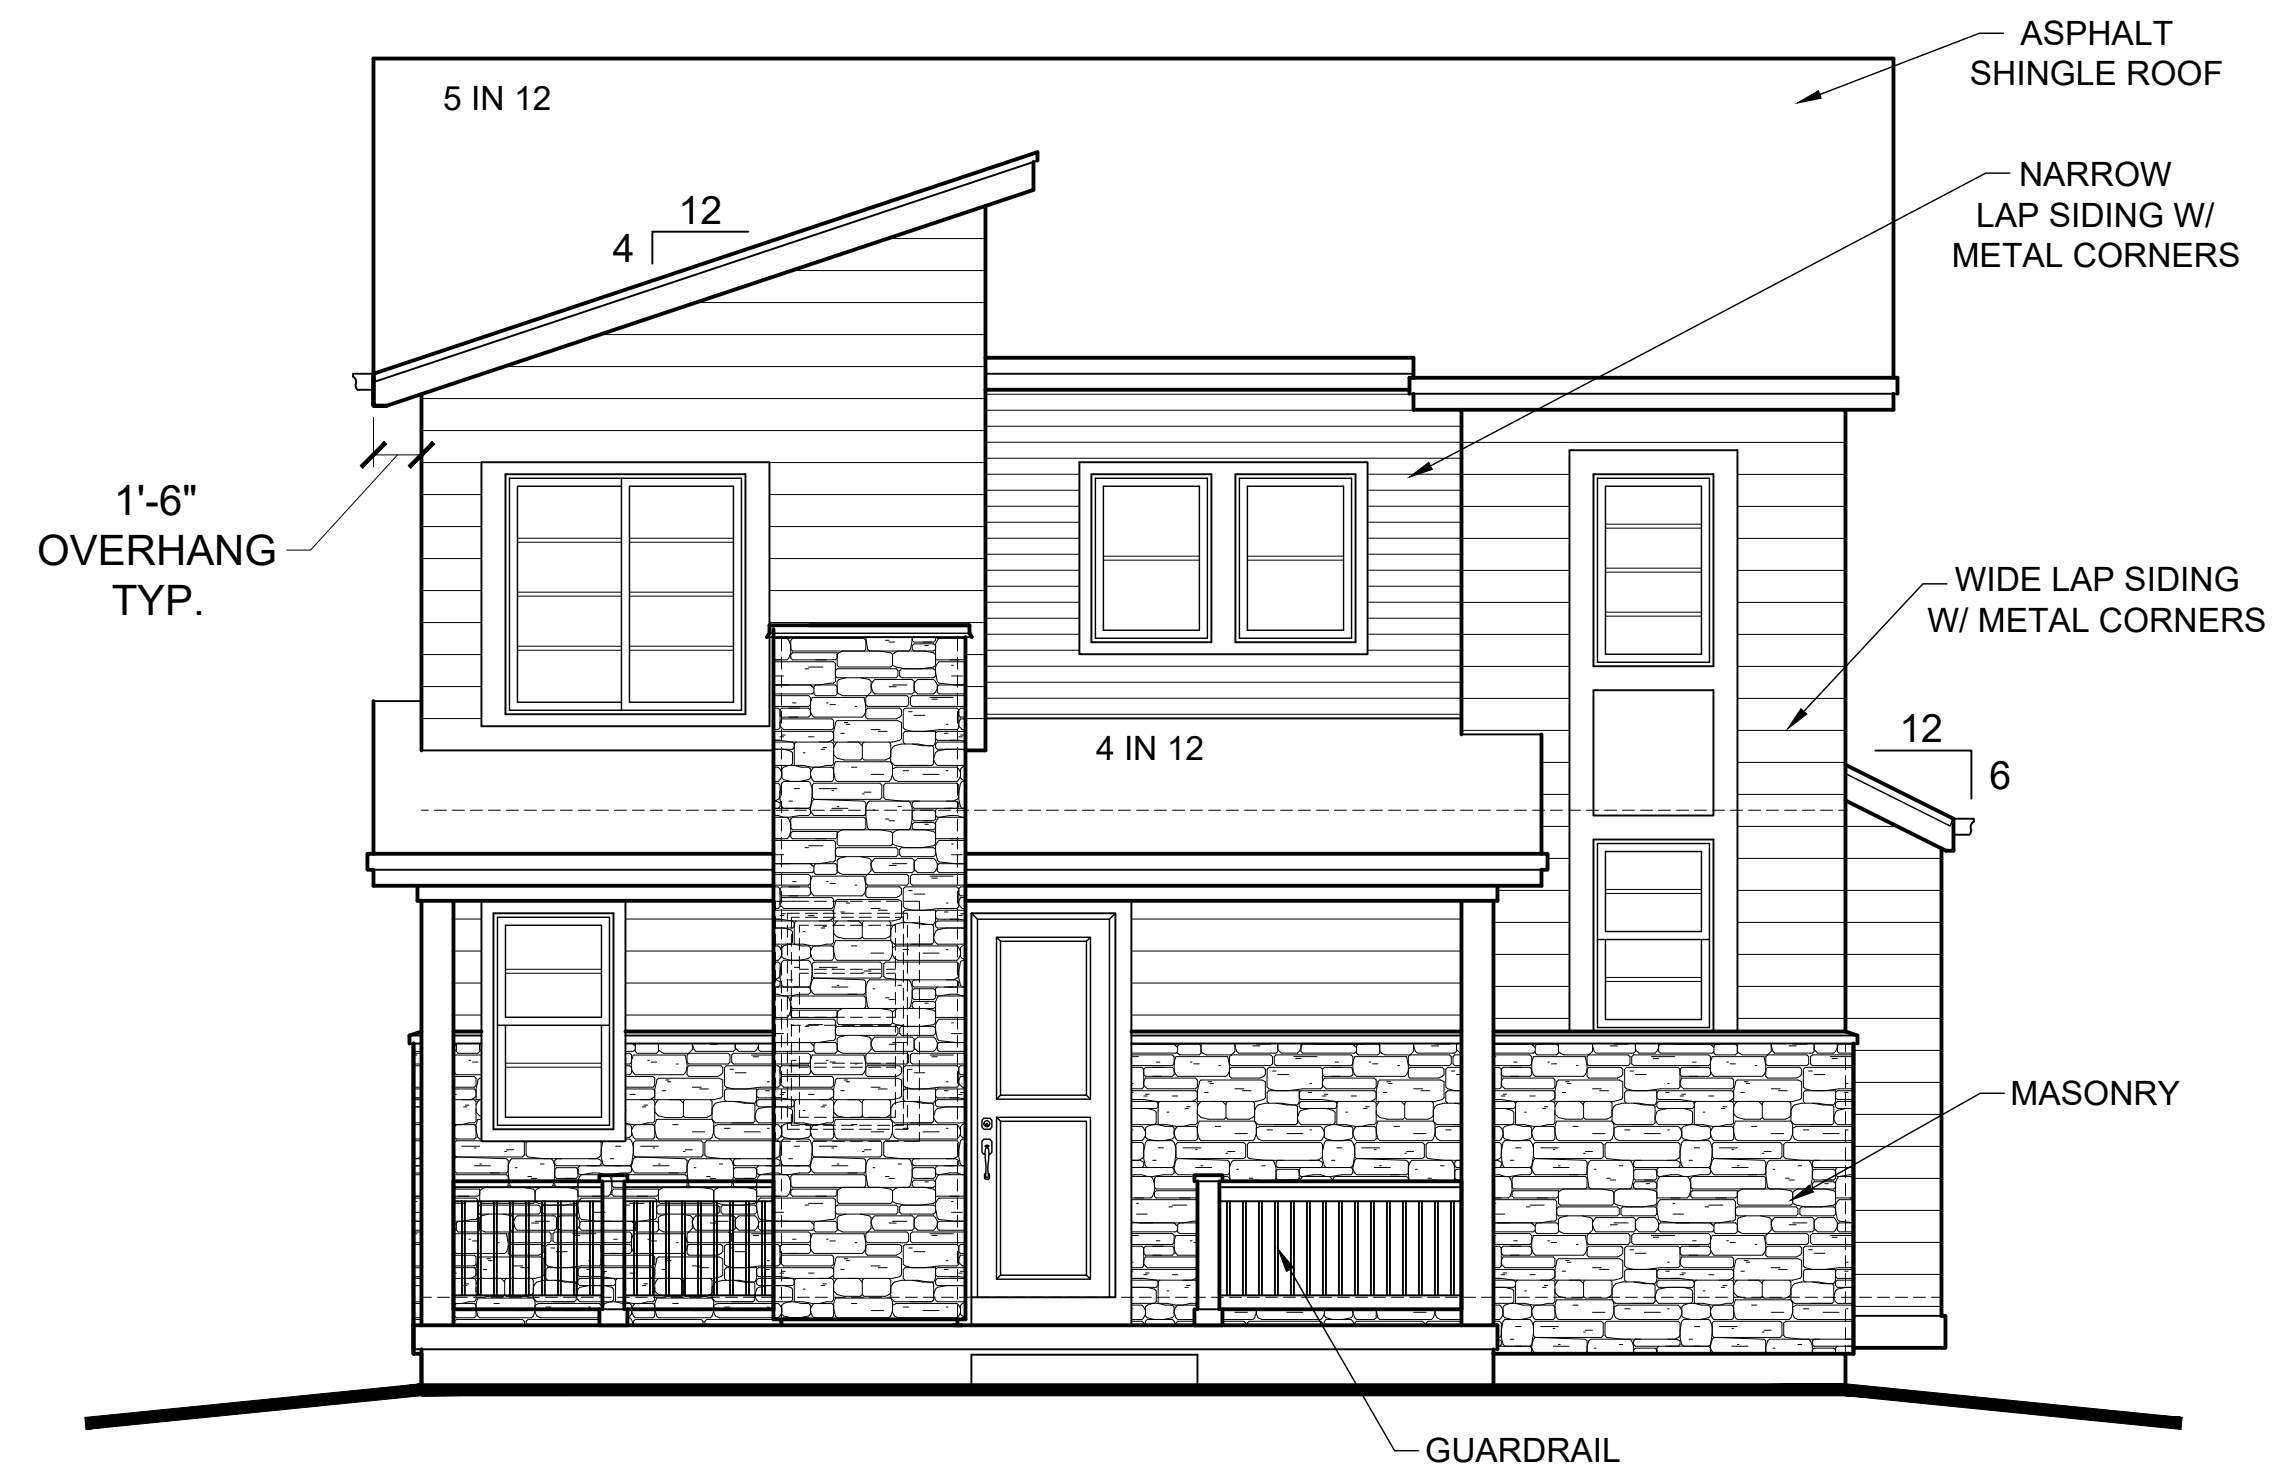 ASPHALT
SHINGLE ROOF
5 IN 12
NARROW
LAP SIDING W/
METAL CORNERS
12
4
1'-6"
OVERHANG
TYP.
WIDE LAP SIDING
W/ METAL CORNERS
4 IN 12
12
6
MASONRY
GUARDRAIL